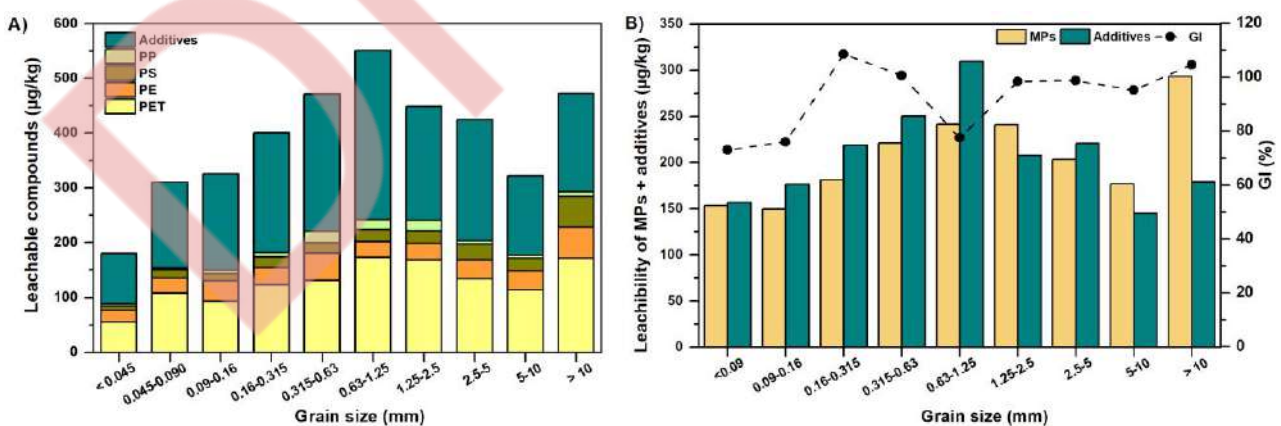 A)
600
500
400
300
200
100
0
Leachable compounds (µg/kg)
Additives
PP
PS
PE
PET
< 0.045
0.045-0.090
0.09-0.16
0.16-0.315
0.315-0.63
0.63-1.25
1.25-2.5
2.5-5
5-10
> 10
Grain size (mm)
B)
350
300
250
200
150
100
50
0
Leachibility of MPs + additives (µg/kg)
MPs
Additives
GI
120
100
80
60
40
20
0
GI (%)
<0.09
0.09-0.16
0.16-0.315
0.315-0.63
0.63-1.25
1.25-2.5
2.5-5
5-10
> 10
Grain size (mm)